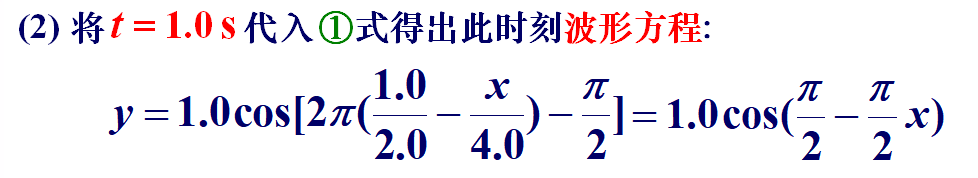 (2) 将 t = 1.0 s 代入①式得出此时刻波形方程:
y = 1.0cos[2π(1.0/2.0 − x/4.0) − π/2] = 1.0cos(π/2 − π/2 x)